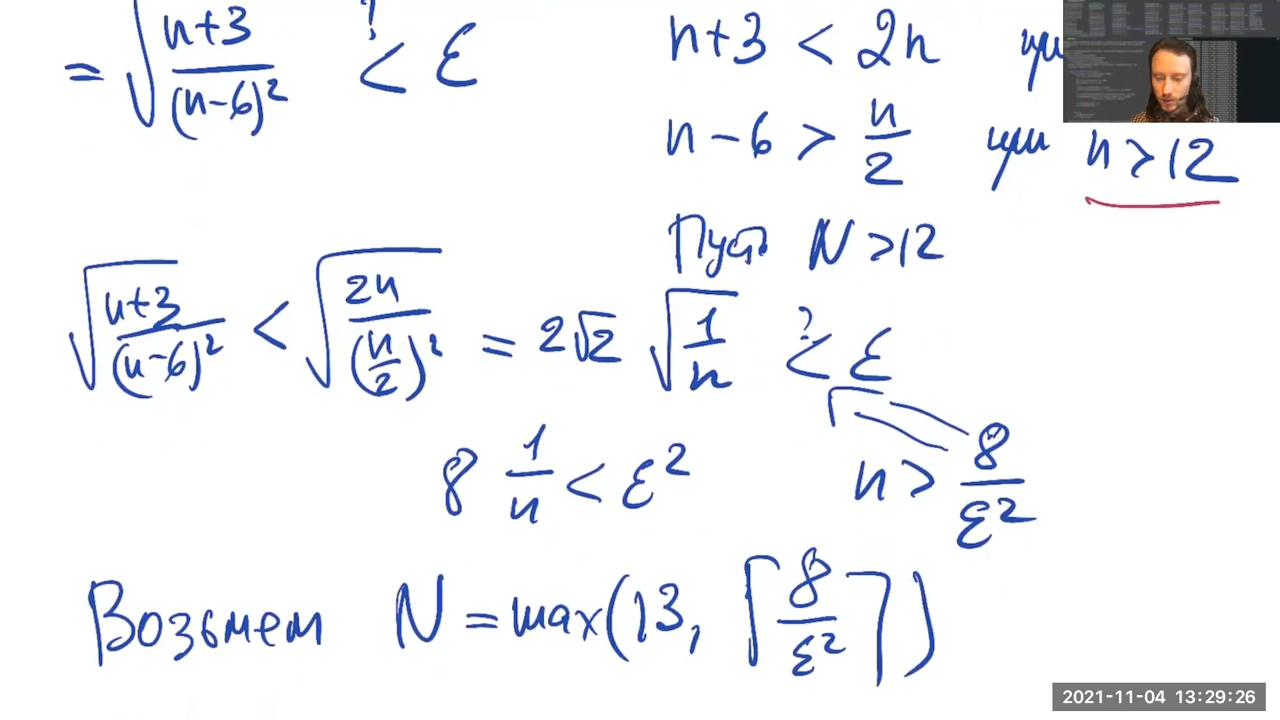 = √((n+3)/(n-6)²) <? ε
n+3 < 2n
n-6 > n/2 при n > 12
Пусть N > 12
√((n+3)/(n-6)²) < √(2n/(n/2)²) = 2√2 √(1/n) <? ε
8 1/n < ε² n > 8/ε²
Возьмем N = max(13, ⌈8/ε²⌉)
2021-11-04 13:29:26